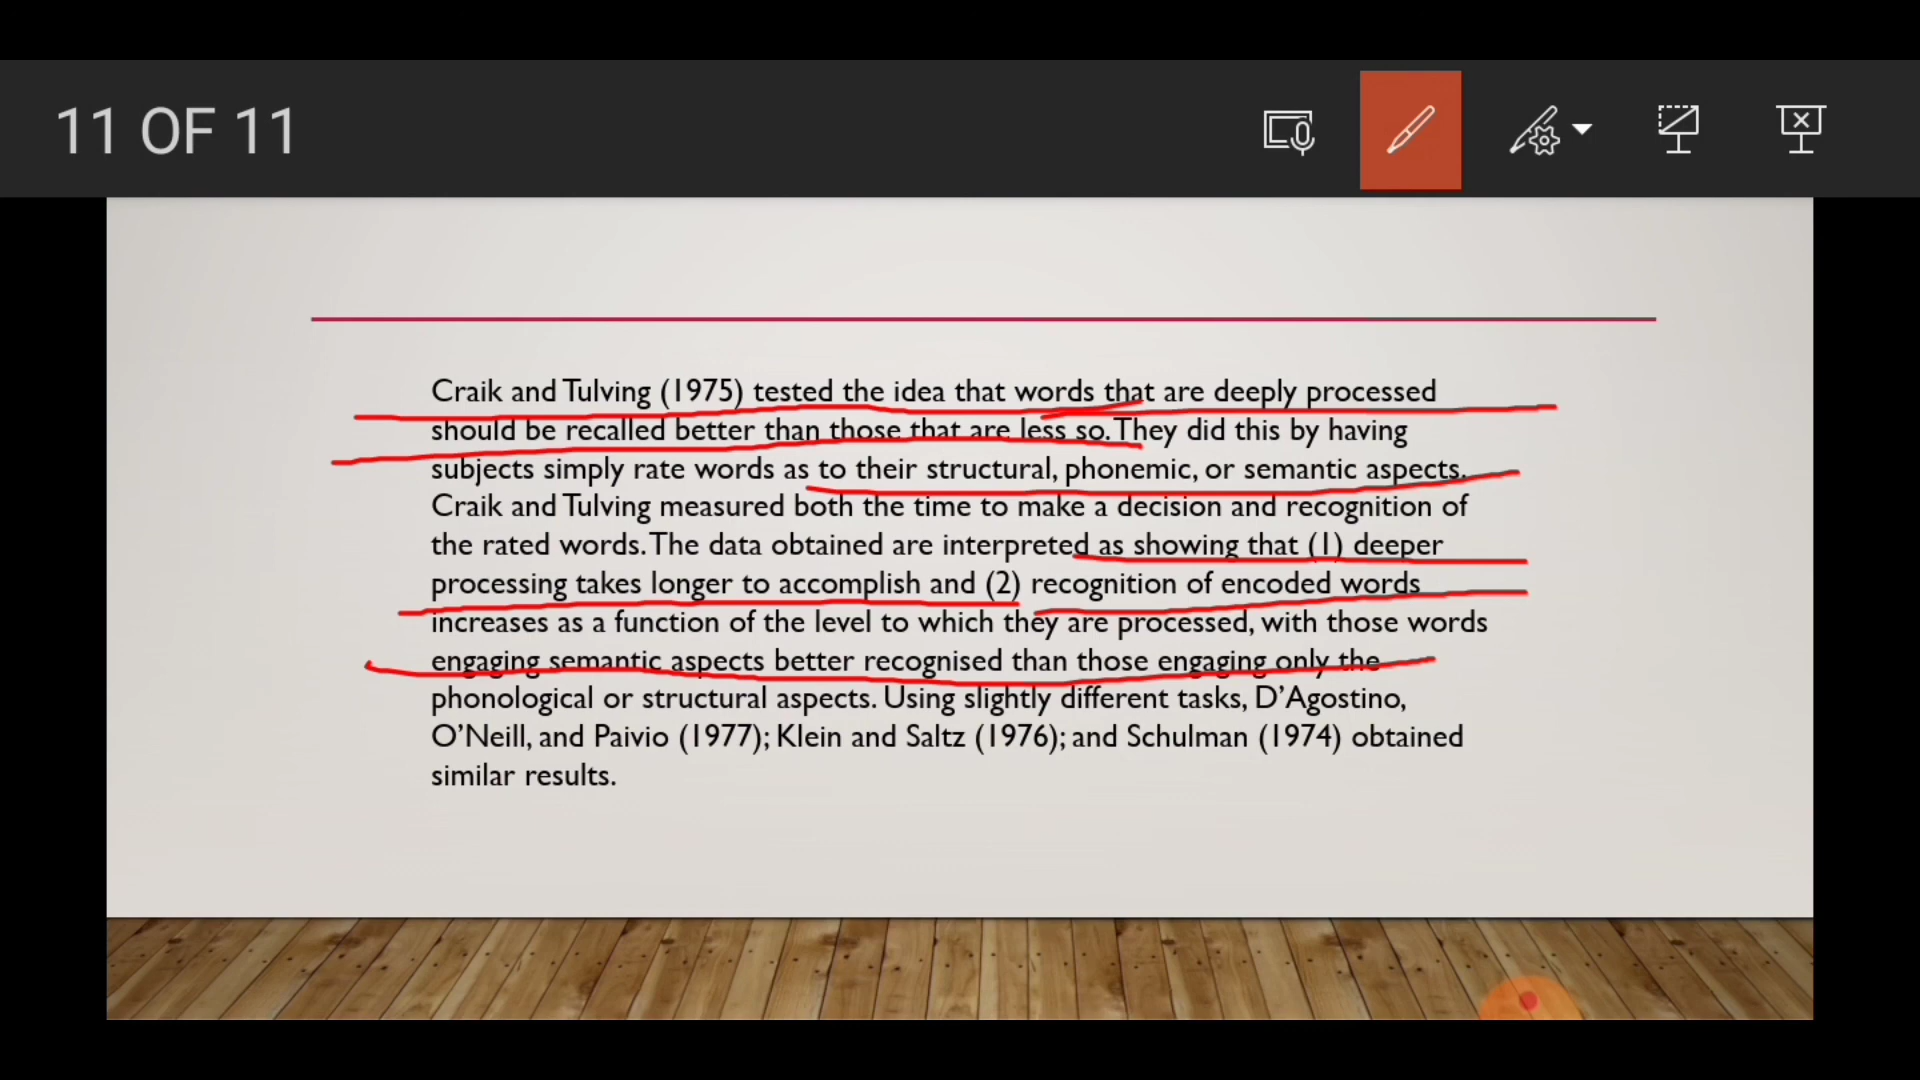 11 OF 11
Craik and Tulving (1975) tested the idea that words that are deeply processed
should be recalled better than those that are less so. They did this by having
subjects simply rate words as to their structural, phonemic, or semantic aspects.
Craik and Tulving measured both the time to make a decision and recognition of
the rated words. The data obtained are interpreted as showing that (1) deeper
processing takes longer to accomplish and (2) recognition of encoded words
increases as a function of the level to which they are processed, with those words
engaging semantic aspects better recognised than those engaging only the
phonological or structural aspects. Using slightly different tasks, D’Agostino,
O’Neill, and Paivio (1977); Klein and Saltz (1976); and Schulman (1974) obtained
similar results.